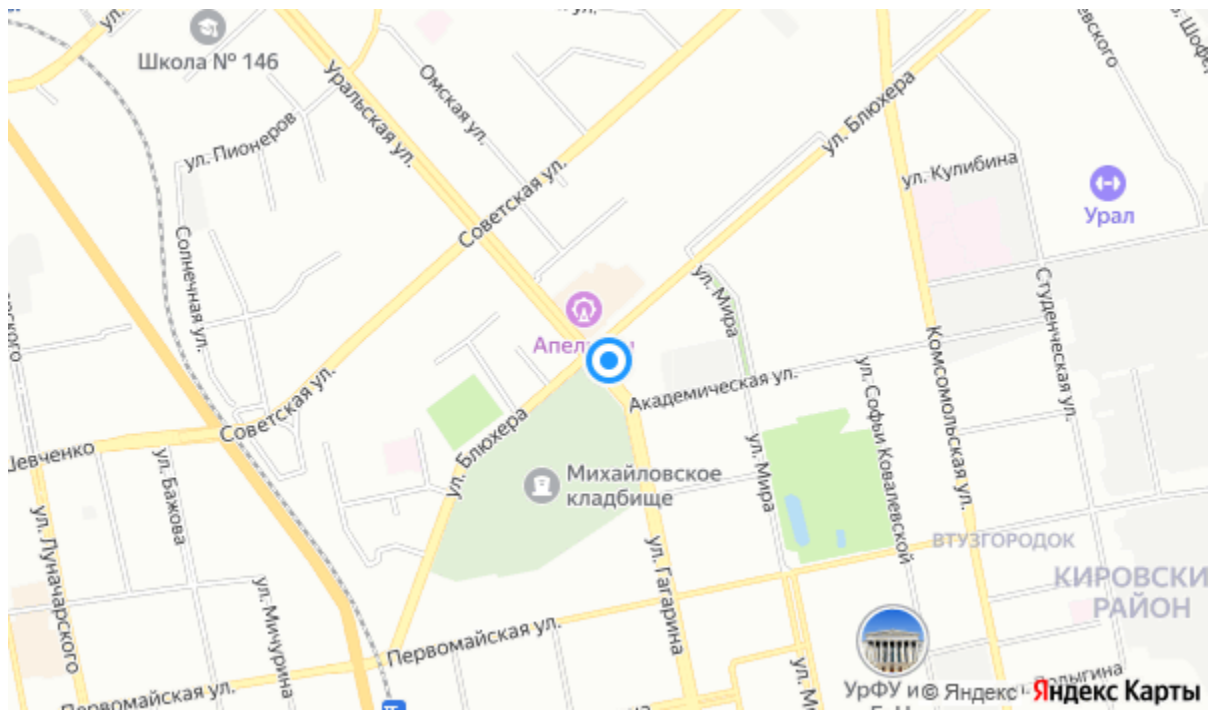 Школа № 146
Уральская ул.
Омская ул.
ул. Пионеров
ул. Блюхера
ул. Кулибина
Урал
Советская ул.
Солнечная ул.
ул. Мира
Студенческая ул.
Комсомольская ул.
Академическая ул.
ул. Софьи Ковалевской
Советская ул.
ул. Блюхера
ул. Мира
Михайловское
кладбище
ул. Бажова
ул. Луначарского
ул. Гагарина
ВТУЗГОРОДОК
ул. Мичурина
Первомайская ул.
Первомайская ул.
РАЙОН
УрФУ
© Яндекс
Яндекс Карты